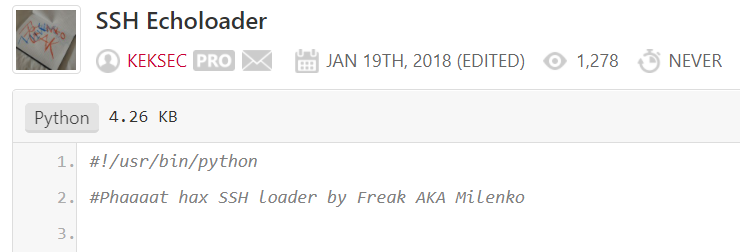 SSH Echoloader
KEKSEC PRO JAN 19TH, 2018 (EDITED) 1,278 NEVER
Python 4.26 KB
1. #!/usr/bin/python
2. #Phaaaat hax SSH loader by Freak AKA Milenko
3.